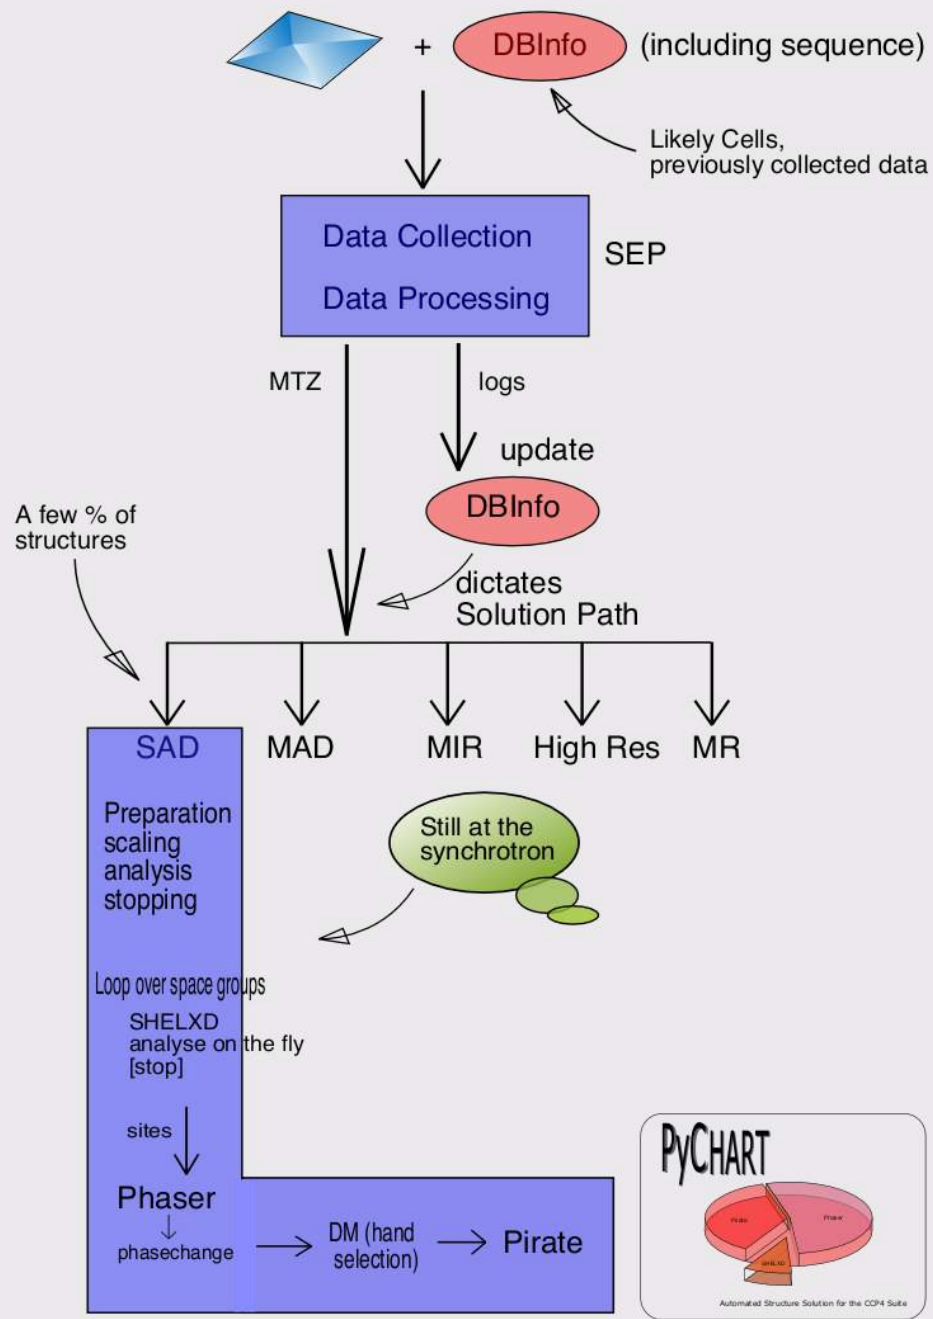 + DBInfo (including sequence)
Likely Cells,
previously collected data
Data Collection
SEP
Data Processing
MTZ
logs
update
DBInfo
A few % of
structures
dictates
Solution Path
SAD MAD MIR High Res MR
Preparation
scaling
analysis
stopping
Still at the
synchrotron
Loop over space groups
SHELXD
analyse on the fly
[stop]
sites
Phaser
phasechange
DM (hand
selection)
Pirate
PyCHART
Pirate
Phaser
SHELXD
Automated Structure Solution for the CCP4 Suite